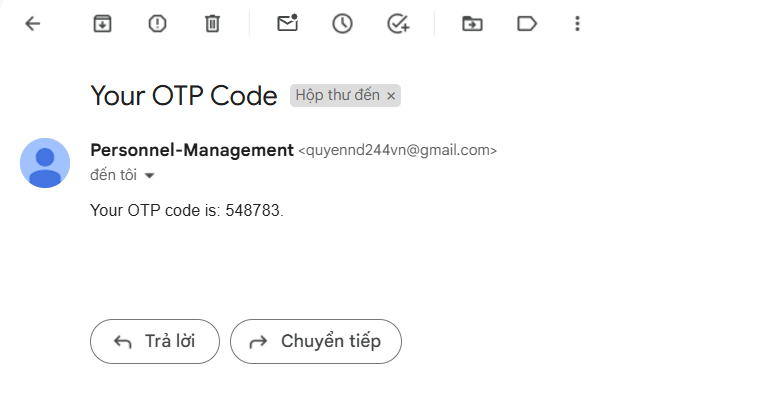 Your OTP Code Hộp thư đến ×
Personnel-Management <quyennd244vn@gmail.com>
đến tôi
Your OTP code is: 548783.
Trả lời Chuyển tiếp